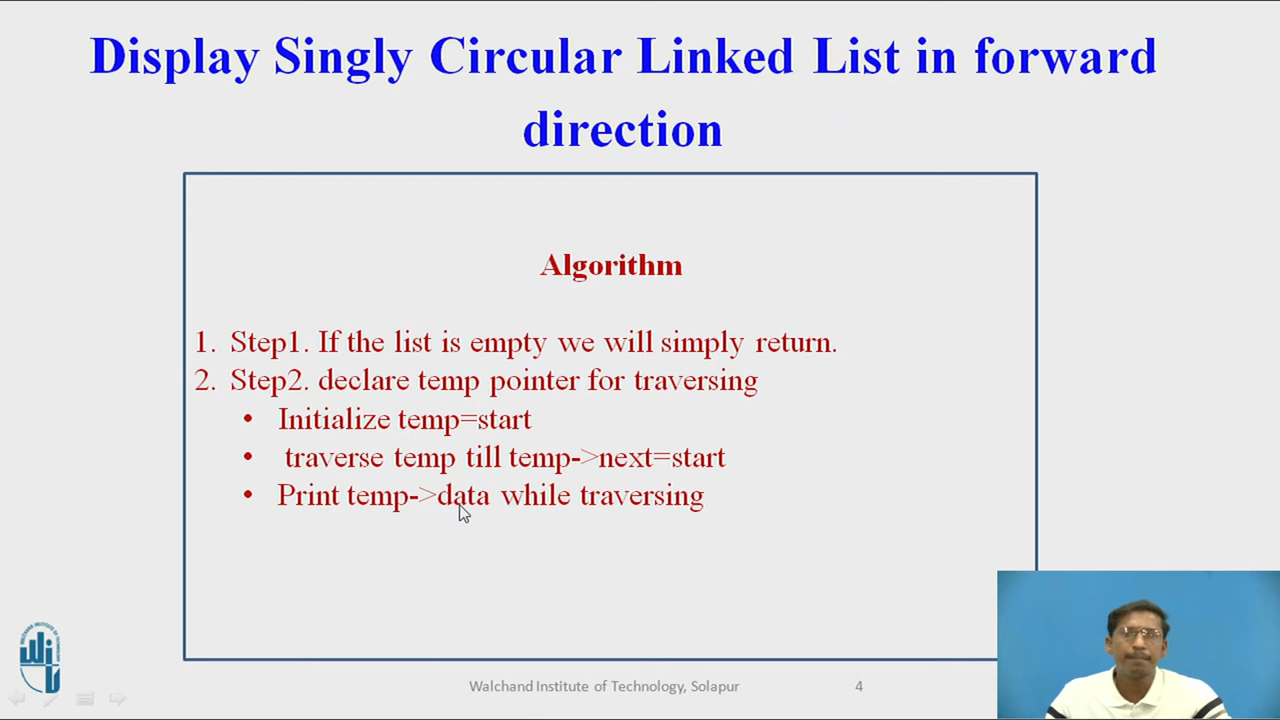 Display Singly Circular Linked List in forward
direction
Algorithm
1. Step1. If the list is empty we will simply return.
2. Step2. declare temp pointer for traversing
• Initialize temp=start
• traverse temp till temp->next=start
• Print temp->data while traversing
Walchand Institute of Technology, Solapur
4